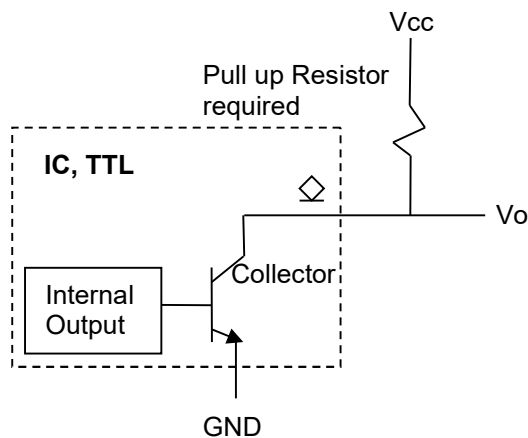 Vcc
Pull up Resistor
required
IC, TTL
Vo
Collector
Internal
Output
GND